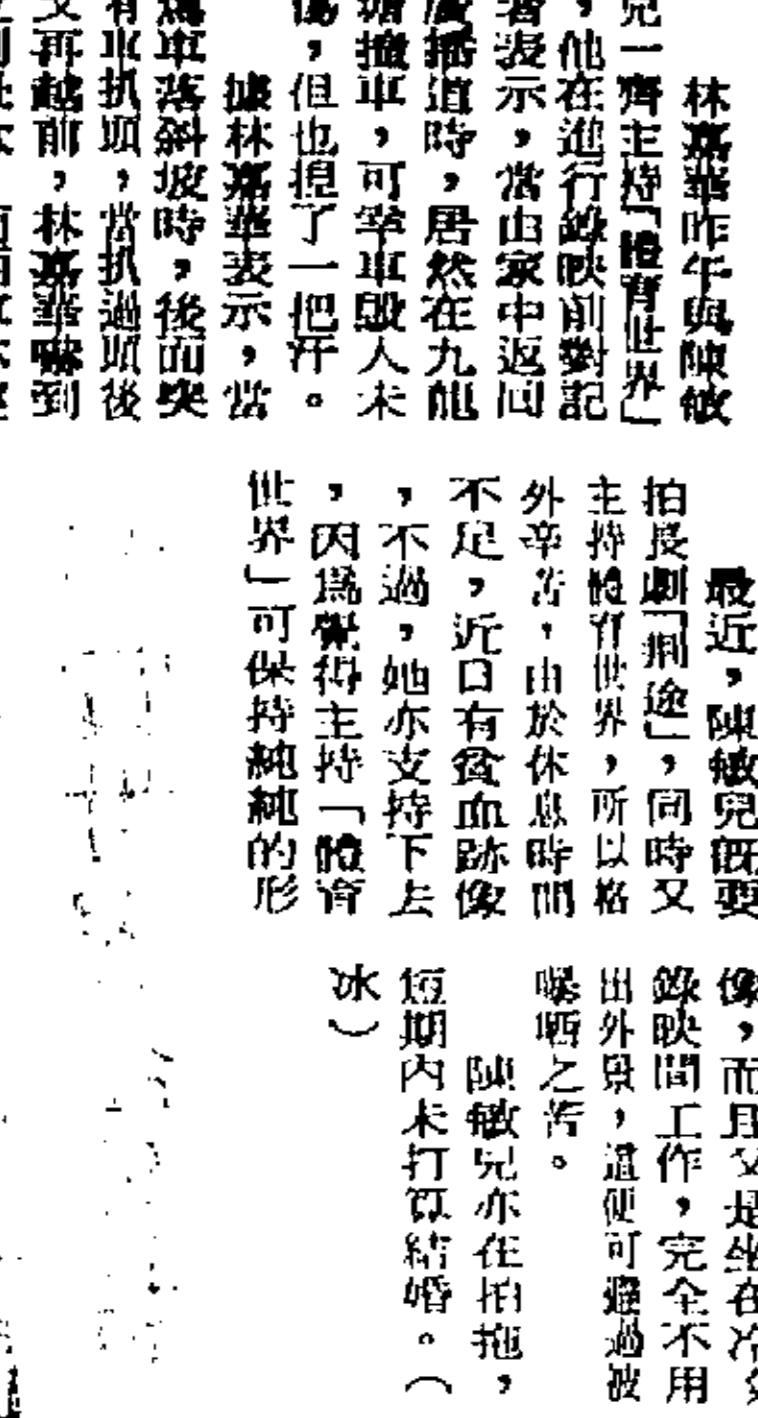 林嘉華昨午與陳敏
兒一齊主持「體育世界」
，他在進行錄映前對記
者表示，當由家中返回
廣播道時，居然在九龍
塘撤車，可幸車毀人未
傷，但也揑了一把汗。
據林嘉華表示，當
車落斜坡時，後面突
有車扒頭，當扒過頭後
又再越前，林嘉華嚇到
最近，陳敏兒旣要
拍長劇「烱途」，同時又
主持體育世界，所以格
外辛苦，由於休息時間
不足，近日有貧血跡像
，不過，她亦支持下去
，因爲覺得主持「體育
世界」可保持純純的形
像，而且又是坐在冷氣
錄映間工作，完全不用
出外景，這便可避過被
曝晒之苦。
陳敏兒亦在拍拖，
短期內未打算結婚。（
冰）